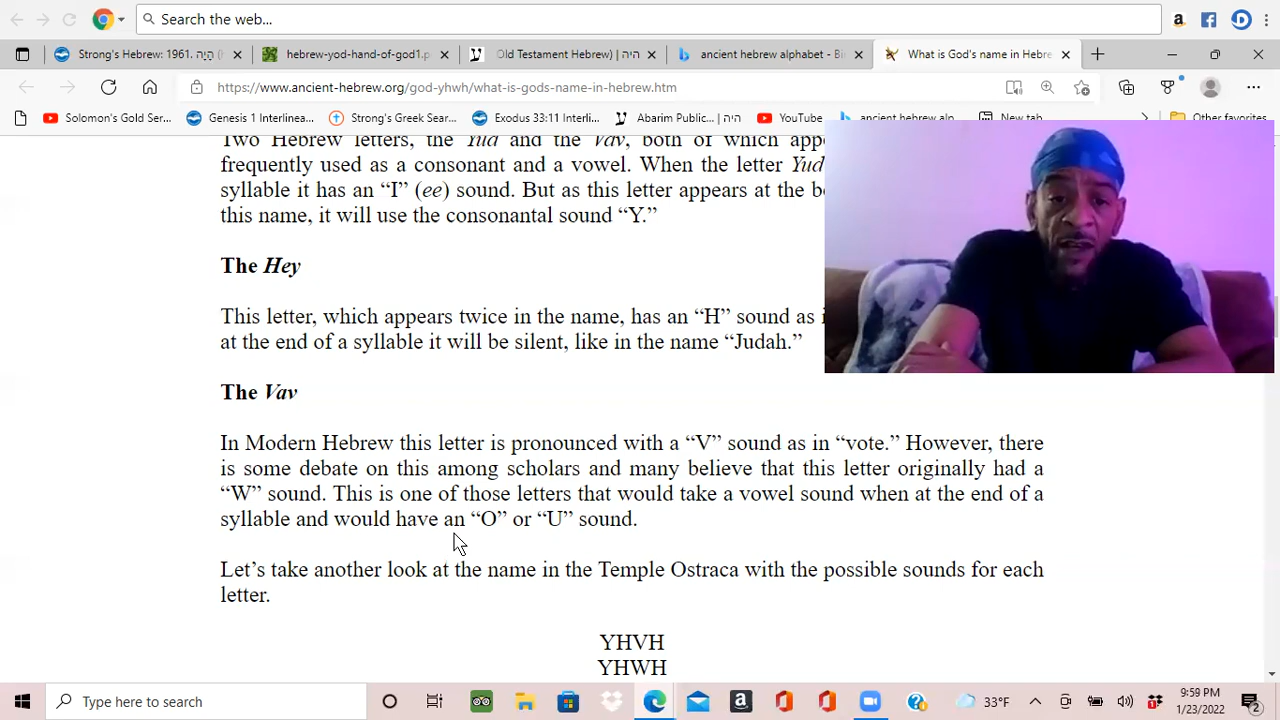 Search the web...
Strong's Hebrew: 1961. הָיָה (
hebrew-yod-hand-of-god1.p
Old Testament Hebrew) | היה
ancient hebrew alphabet - Bi
What is God's name in Hebre
https://www.ancient-hebrew.org/god-yhwh/what-is-gods-name-in-hebrew.htm
Solomon's Gold Ser...
Genesis 1 Interlinea...
Strong's Greek Sear...
Exodus 33:11 Interli...
Abarim Publ... | היה
YouTube
ancient hebrew alp
New tab
Other favorites
Two Hebrew letters, the Yud and the Vav, both of which appe
frequently used as a consonant and a vowel. When the letter Yud
syllable it has an “I” (ee) sound. But as this letter appears at the be
this name, it will use the consonantal sound “Y.”
The Hey
This letter, which appears twice in the name, has an “H” sound as i
at the end of a syllable it will be silent, like in the name “Judah.”
The Vav
In Modern Hebrew this letter is pronounced with a “V” sound as in “vote.” However, there
is some debate on this among scholars and many believe that this letter originally had a
“W” sound. This is one of those letters that would take a vowel sound when at the end of a
syllable and would have an “O” or “U” sound.
Let’s take another look at the name in the Temple Ostraca with the possible sounds for each
letter.
YHVH
YHWH
Type here to search
33°F
9:59 PM
1/23/2022
2